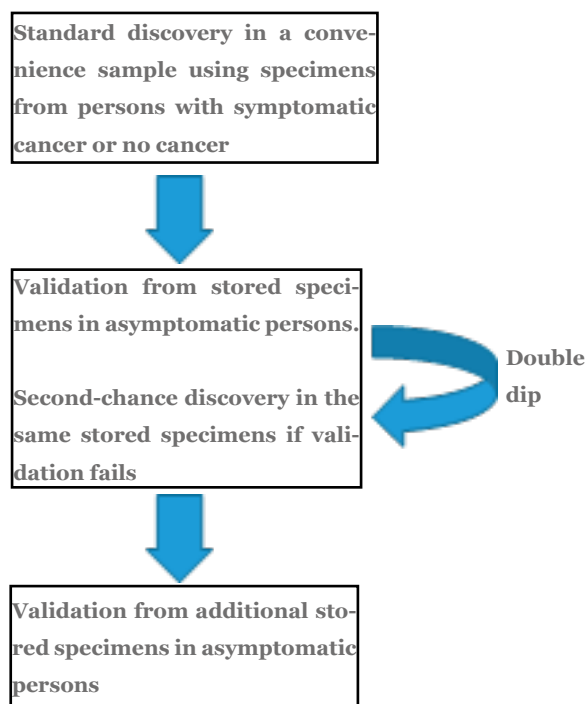 Standard discovery in a conve-
nience sample using specimens
from persons with symptomatic
cancer or no cancer
Validation from stored speci-
mens in asymptomatic persons.
Second-chance discovery in the
same stored specimens if vali-
dation fails
Double
dip
Validation from additional sto-
red specimens in asymptomatic
persons